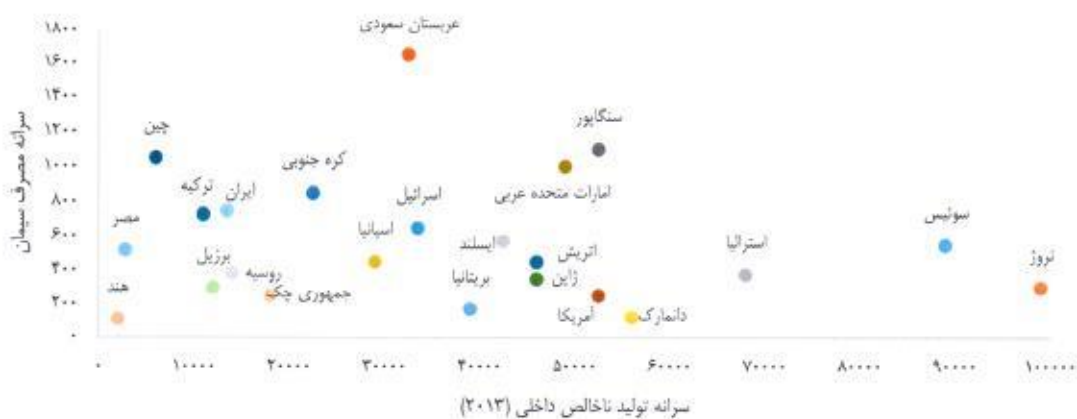 عربستان سعودی
۱۸۰۰
۱۶۰۰
۱۴۰۰
۱۲۰۰
۱۰۰۰
۸۰۰
۶۰۰
۴۰۰
۲۰۰
۰
سرانه مصرف سیمان
سنگاپور
چین
کره جنوبی
امارات متحده عربی
ترکیه
ایران
اسرائیل
سوئیس
مصر
اسپانیا
ایسلند
اتریش
استرالیا
نروژ
برزیل
روسیه
بریتانیا
ژاپن
هند
جمهوری چک
آمریکا
دانمارک
۰ ۱۰۰۰۰ ۲۰۰۰۰ ۳۰۰۰۰ ۴۰۰۰۰ ۵۰۰۰۰ ۶۰۰۰۰ ۷۰۰۰۰ ۸۰۰۰۰ ۹۰۰۰۰ ۱۰۰۰۰۰
سرانه تولید ناخالص داخلی (۲۰۱۳)